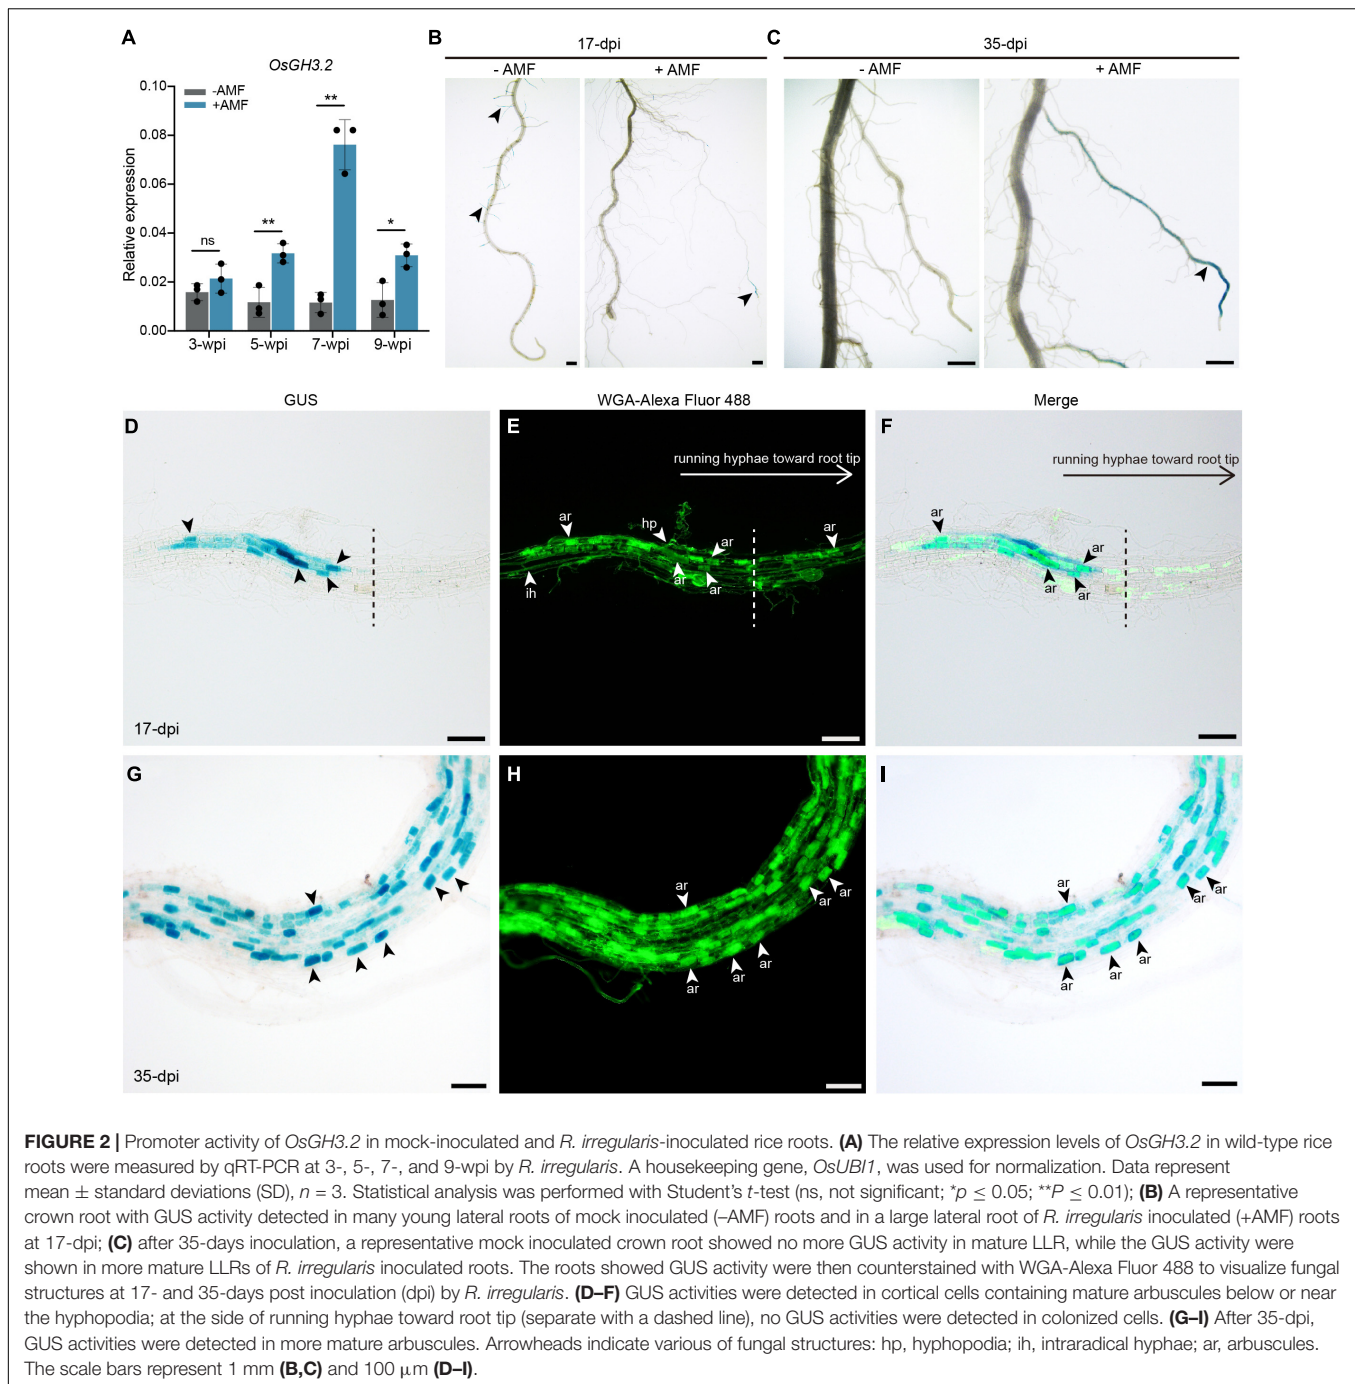 A
OsGH3.2
-AMF
+AMF
Relative expression
0.10
0.08
0.06
0.04
0.02
0.00
ns
**
**
*
3-wpi
5-wpi
7-wpi
9-wpi
B
17-dpi
- AMF
+ AMF
C
35-dpi
- AMF
+ AMF
GUS
WGA-Alexa Fluor 488
Merge
D
17-dpi
E
running hyphae toward root tip
ar
hp
ar
ar
ar
ar
ih
F
running hyphae toward root tip
ar
ar
ar
ar
G
35-dpi
H
ar
ar
ar
ar
ar
ar
I
ar
ar
ar
ar
ar
ar
FIGURE 2 | Promoter activity of OsGH3.2 in mock-inoculated and R. irregularis-inoculated rice roots. (A) The relative expression levels of OsGH3.2 in wild-type rice
roots were measured by qRT-PCR at 3-, 5-, 7-, and 9-wpi by R. irregularis. A housekeeping gene, OsUBI1, was used for normalization. Data represent
mean ± standard deviations (SD), n = 3. Statistical analysis was performed with Student's t-test (ns, not significant; *p ≤ 0.05; **P ≤ 0.01); (B) A representative
crown root with GUS activity detected in many young lateral roots of mock inoculated (–AMF) roots and in a large lateral root of R. irregularis inoculated (+AMF) roots
at 17-dpi; (C) after 35-days inoculation, a representative mock inoculated crown root showed no more GUS activity in mature LLR, while the GUS activity were
shown in more mature LLRs of R. irregularis inoculated roots. The roots showed GUS activity were then counterstained with WGA-Alexa Fluor 488 to visualize fungal
structures at 17- and 35-days post inoculation (dpi) by R. irregularis. (D–F) GUS activities were detected in cortical cells containing mature arbuscules below or near
the hyphopodia; at the side of running hyphae toward root tip (separate with a dashed line), no GUS activities were detected in colonized cells. (G–I) After 35-dpi,
GUS activities were detected in more mature arbuscules. Arrowheads indicate various of fungal structures: hp, hyphopodia; ih, intraradical hyphae; ar, arbuscules.
The scale bars represent 1 mm (B,C) and 100 μm (D–I).